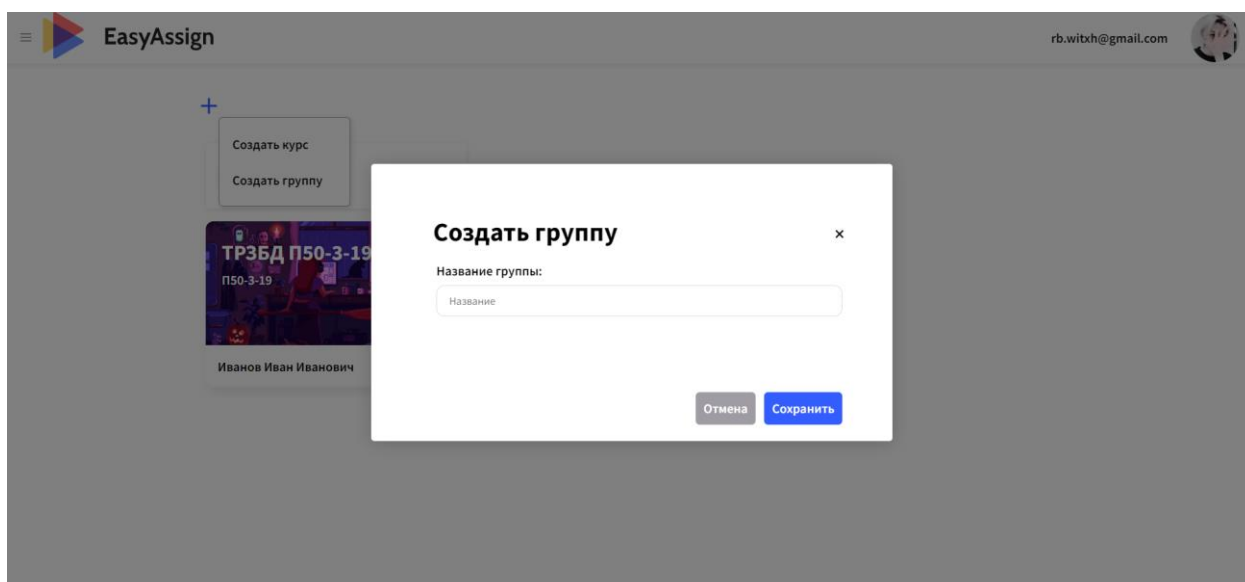 EasyAssign
rb.witxh@gmail.com
Создать курс
Создать группу
ТРЗБД П50-3-19
П50-3-19
Иванов Иван Иванович
Создать группу
×
Название группы:
Название
Отмена
Сохранить